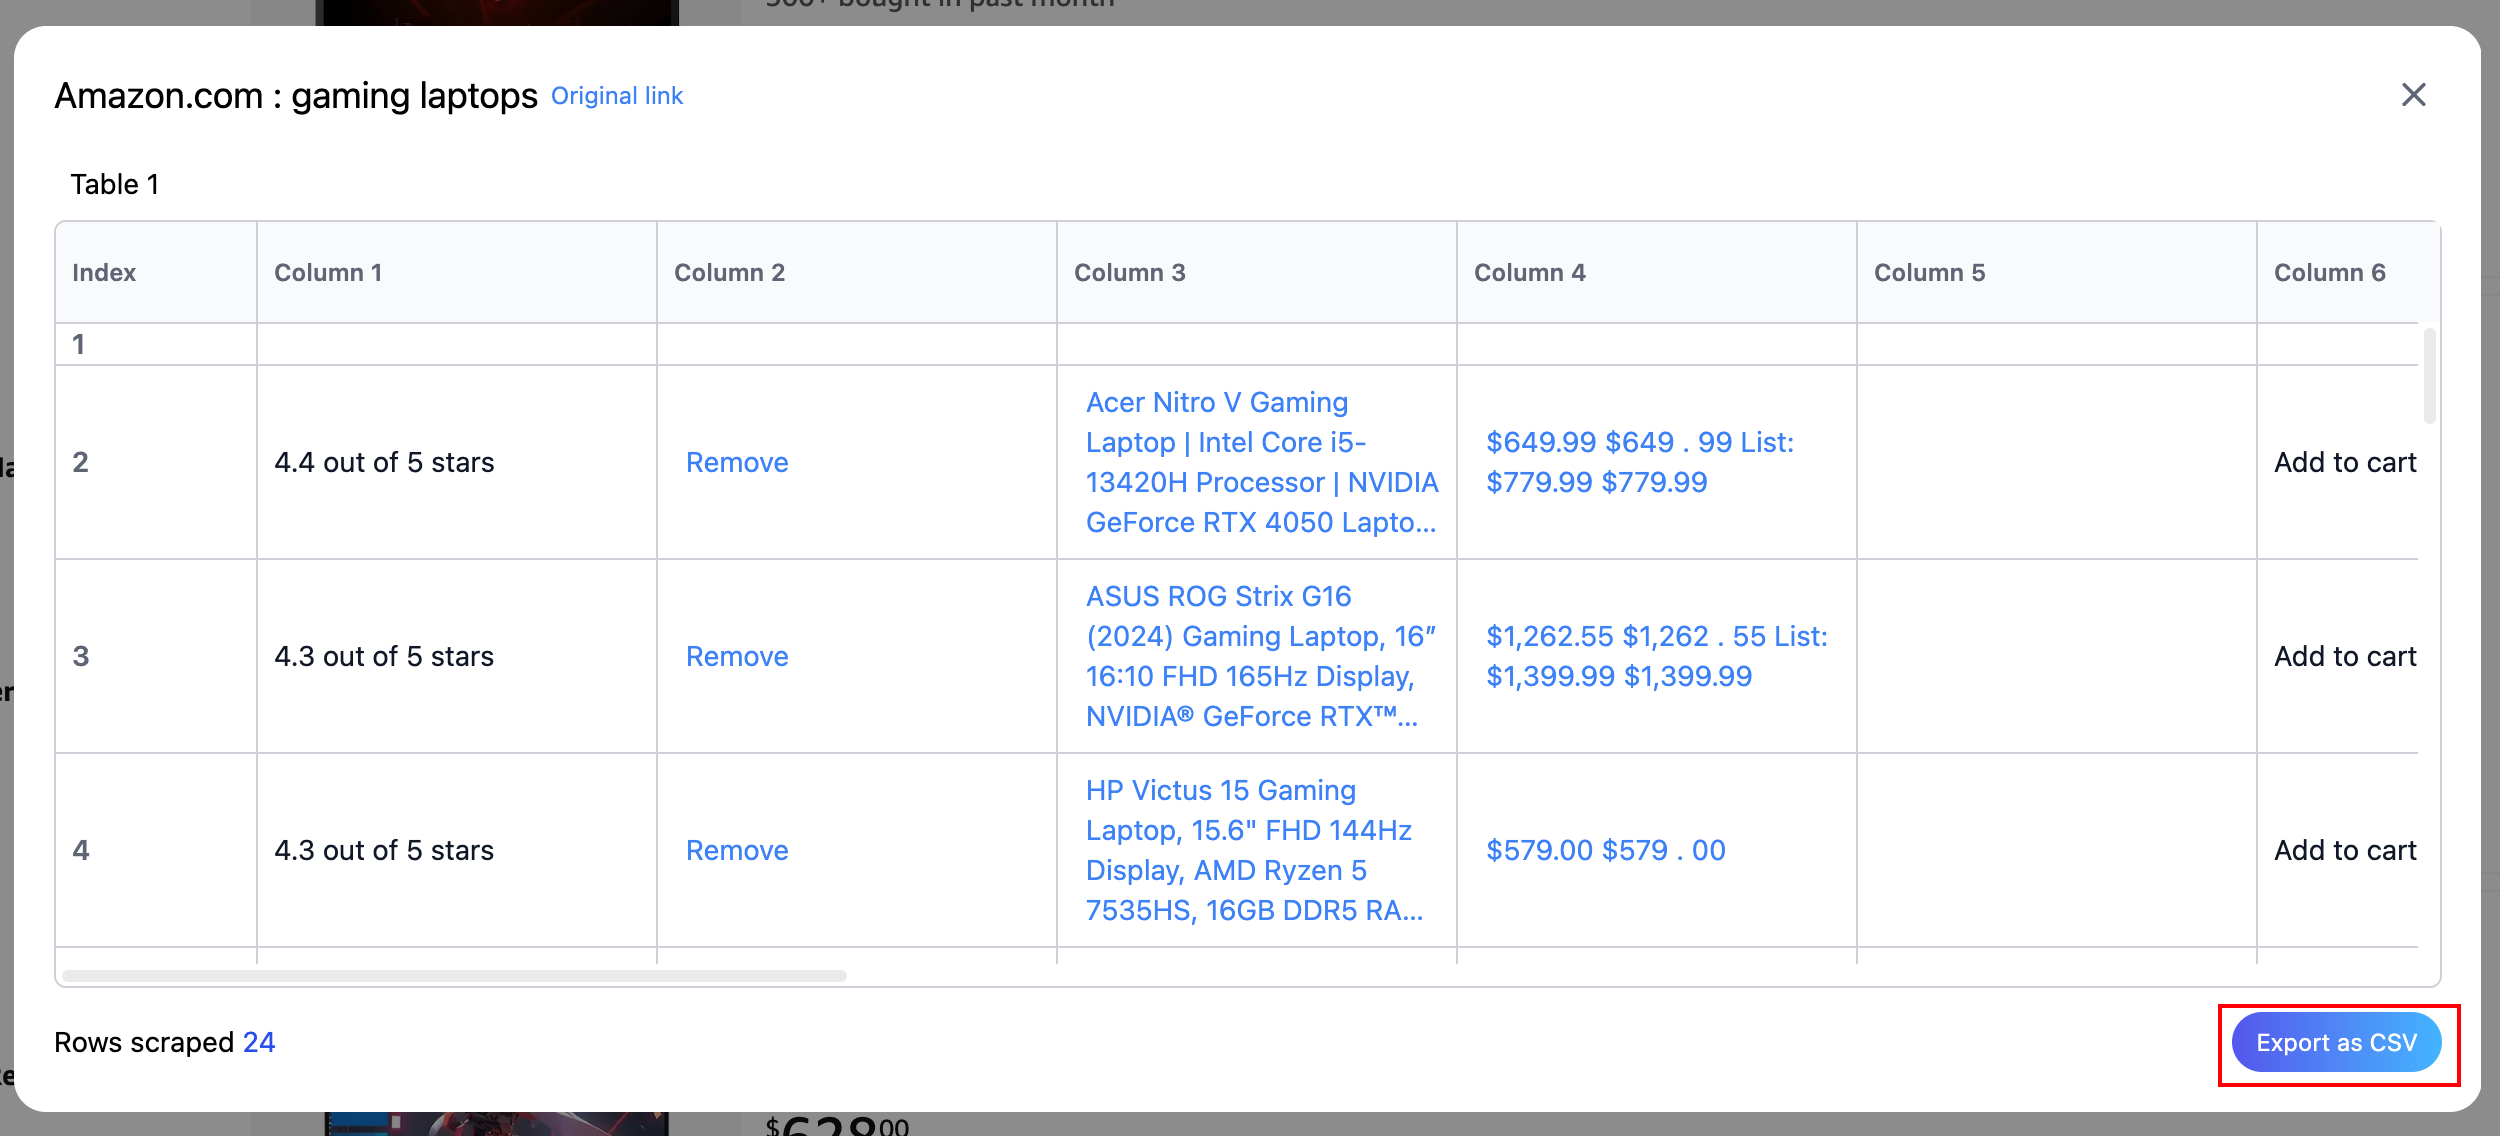 500+ bought in past month
Amazon.com : gaming laptops Original link
Table 1
Index Column 1 Column 2 Column 3 Column 4 Column 5 Column 6
1
2 4.4 out of 5 stars Remove
Acer Nitro V Gaming
Laptop | Intel Core i5-
13420H Processor | NVIDIA
GeForce RTX 4050 Lapto...
$649.99 $649 . 99 List:
$779.99 $779.99
Add to cart
3 4.3 out of 5 stars Remove
ASUS ROG Strix G16
(2024) Gaming Laptop, 16”
16:10 FHD 165Hz Display,
NVIDIA® GeForce RTX™...
$1,262.55 $1,262 . 55 List:
$1,399.99 $1,399.99
Add to cart
4 4.3 out of 5 stars Remove
HP Victus 15 Gaming
Laptop, 15.6" FHD 144Hz
Display, AMD Ryzen 5
7535HS, 16GB DDR5 RA...
$579.00 $579 . 00
Add to cart
Rows scraped 24
Export as CSV
$628 00